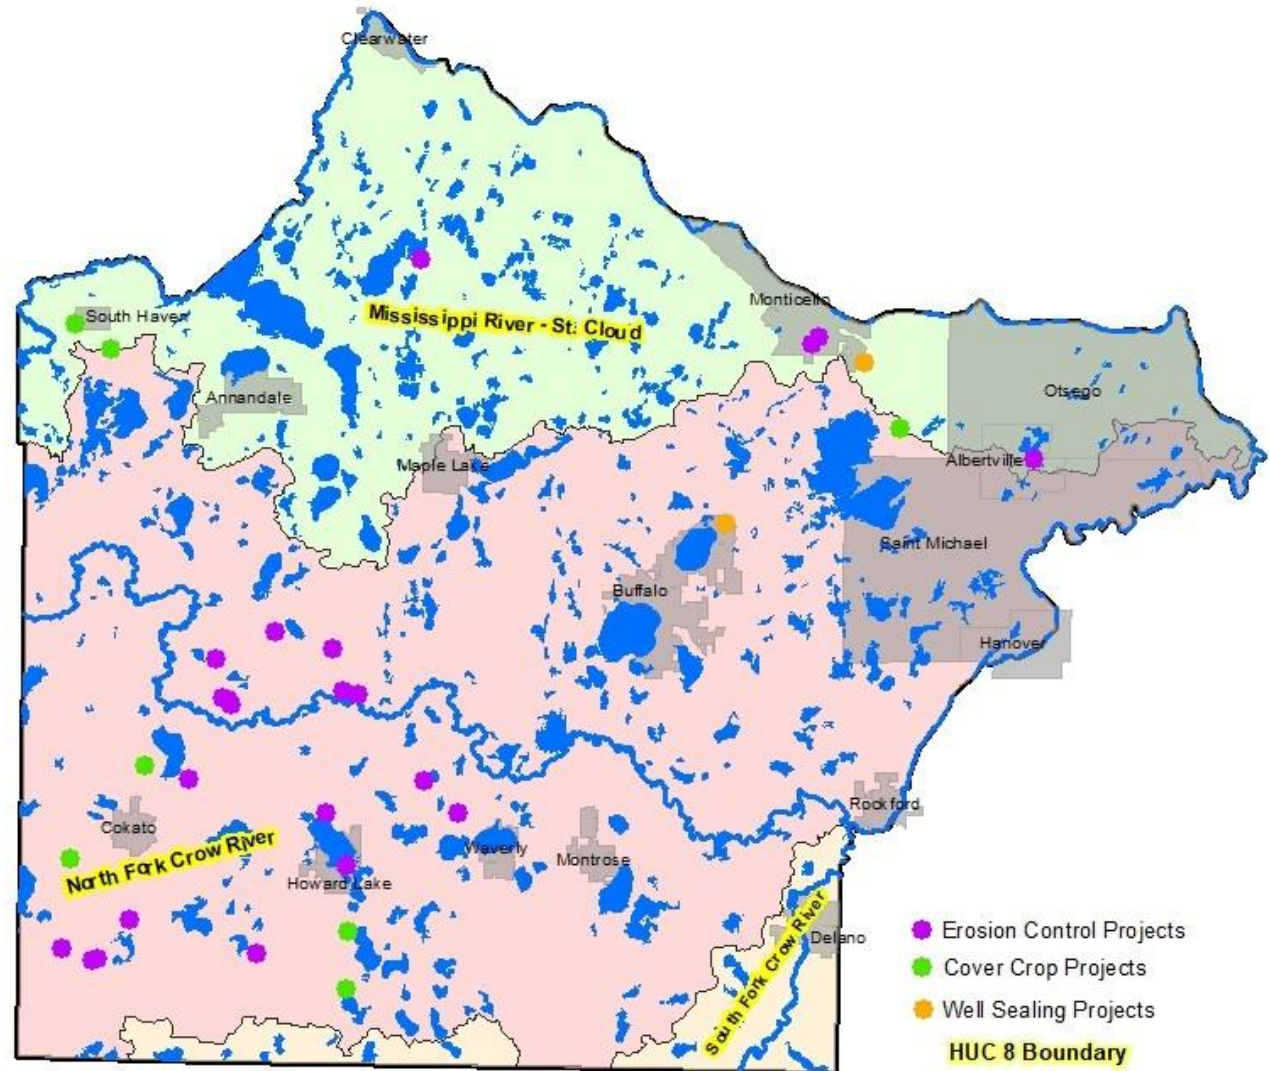 Clearwater
Monticello
South Haven
Mississippi River - St. Cloud
Annandale
Otsego
Maple Lake
Albertville
Saint Michael
Buffalo
Hanover
Rockford
Cokato
North Fork Crow River
Howard Lake
Waverly
Montrose
South Fork Crow River
Delano
Erosion Control Projects
Cover Crop Projects
Well Sealing Projects
HUC 8 Boundary